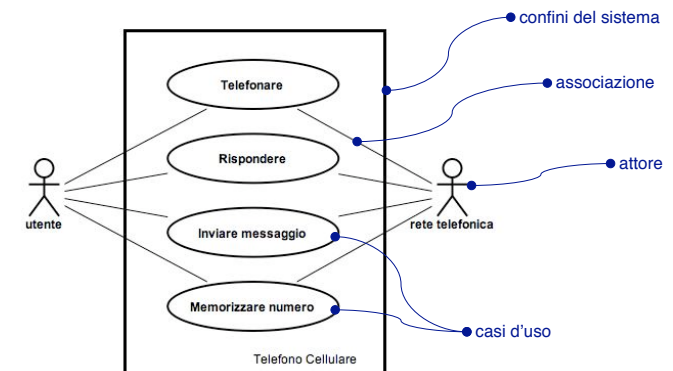 confini del sistema
Telefonare
associazione
Rispondere
attore
utente
rete telefonica
Inviare messaggio
Memorizzare numero
casi d'uso
Telefono Cellulare